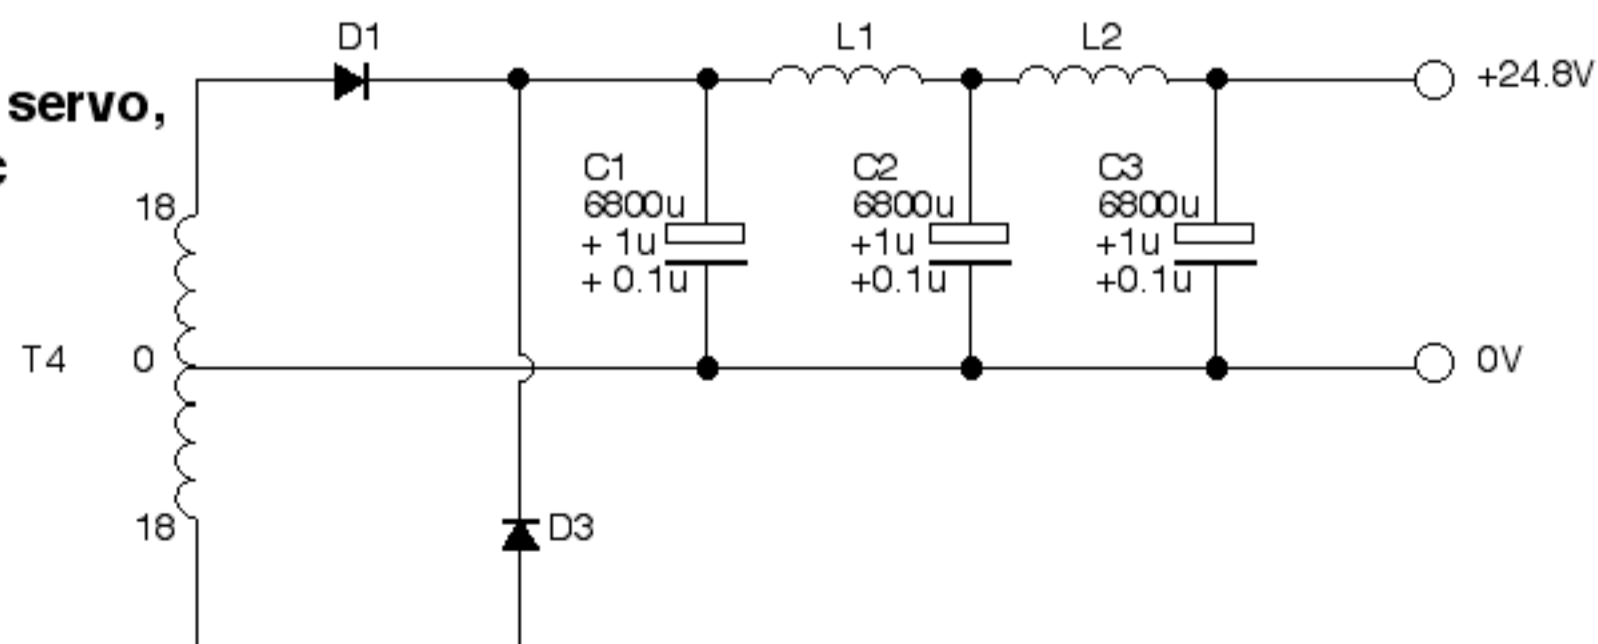 D1
L1
L2
+24.8V
servo,
C1
6800u
+ 1u
+ 0.1u
C2
6800u
+1u
+0.1u
C3
6800u
+1u
+0.1u
18
T4
0
0V
18
D3